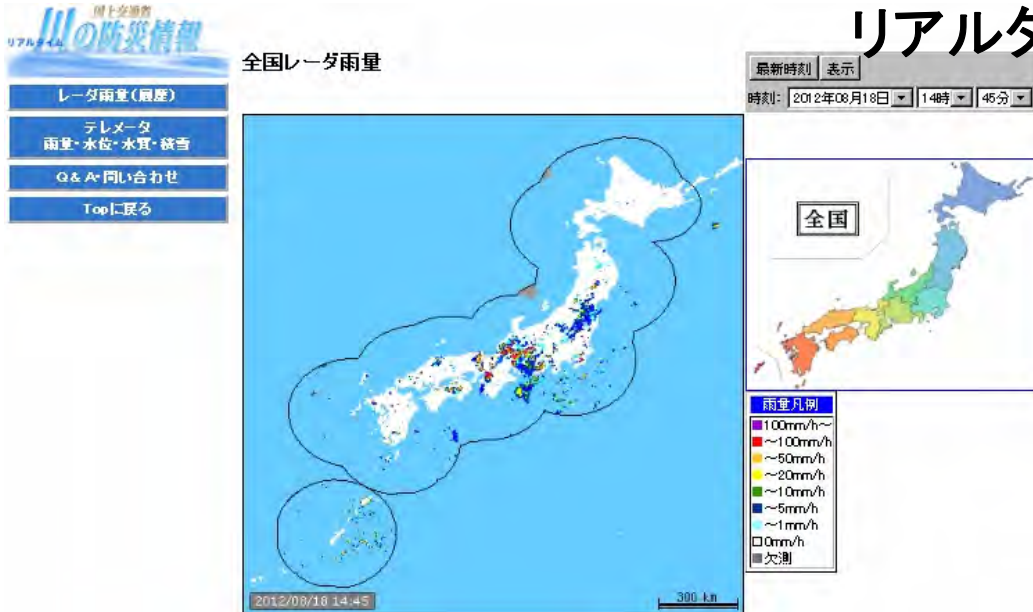 国土交通省
リアルタイム 川の防災情報
リアルタ
レーダ雨量(履歴)
テレメータ
雨量・水位・水質・積雪
Q&A・問い合わせ
Topに戻る
全国レーダ雨量
最新時刻 表示
時刻: 2012年08月18日 14時 45分
全国
雨量凡例
100mm/h～
～100mm/h
～50mm/h
～20mm/h
～10mm/h
～5mm/h
～1mm/h
0mm/h
欠測
2012/08/18 14:45
300 km